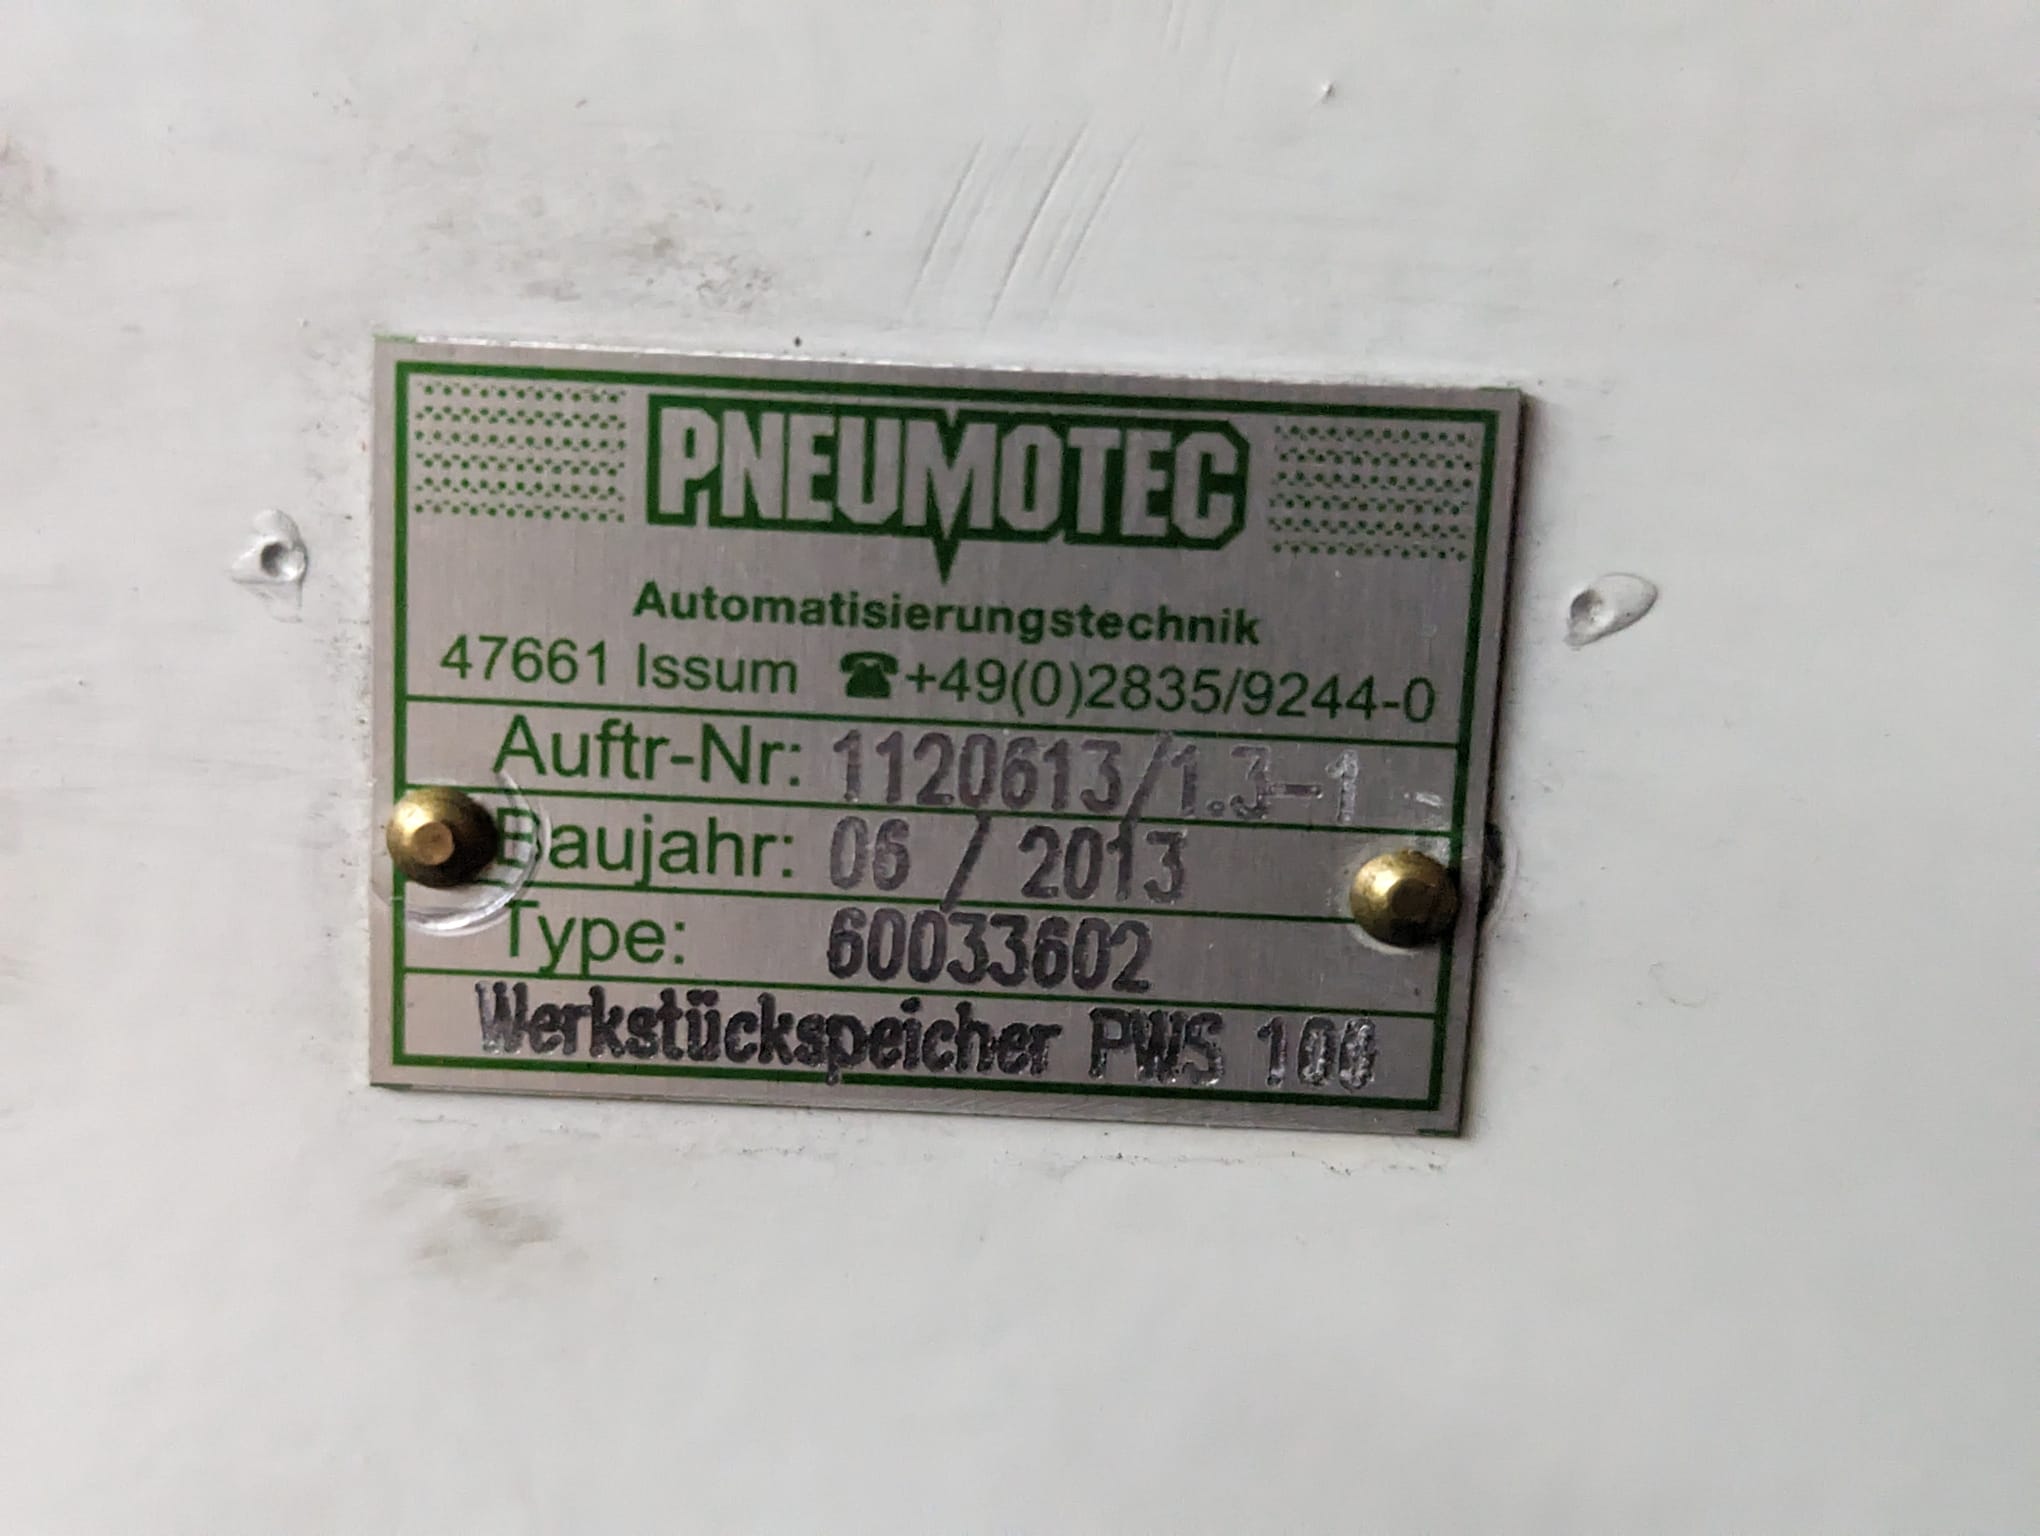 PNEUMOTEC
Automatisierungstechnik
47661 Issum ☎+49(0)2835/9244-0
Auftr-Nr: 1120613/1.3-1
Baujahr: 06 / 2013
Type: 60033602
Werkstückspeicher PWS 100